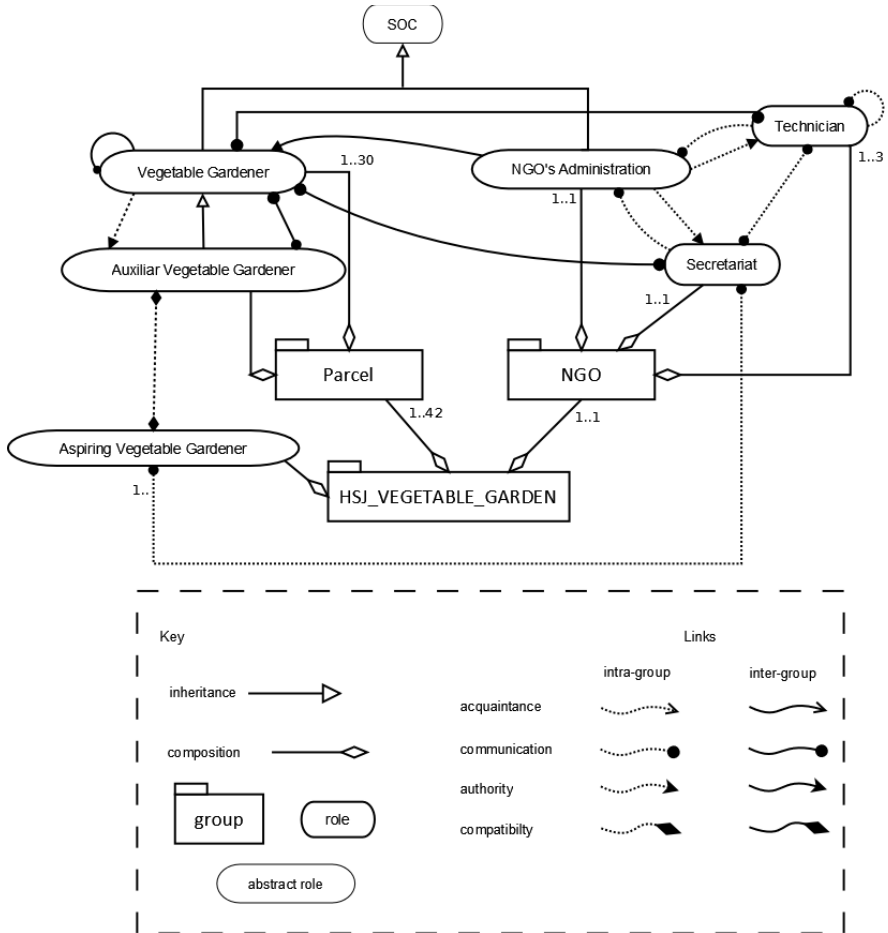 SOC
Technician
Vegetable Gardener
1..30
NGO's Administration
1..3
1..1
Auxiliar Vegetable Gardener
Secretariat
1..1
Parcel
NGO
1..42
1..1
Aspiring Vegetable Gardener
1..
HSJ_VEGETABLE_GARDEN
Key
Links
intra-group
inter-group
inheritance
acquaintance
composition
communication
authority
group
role
compatibilty
abstract role